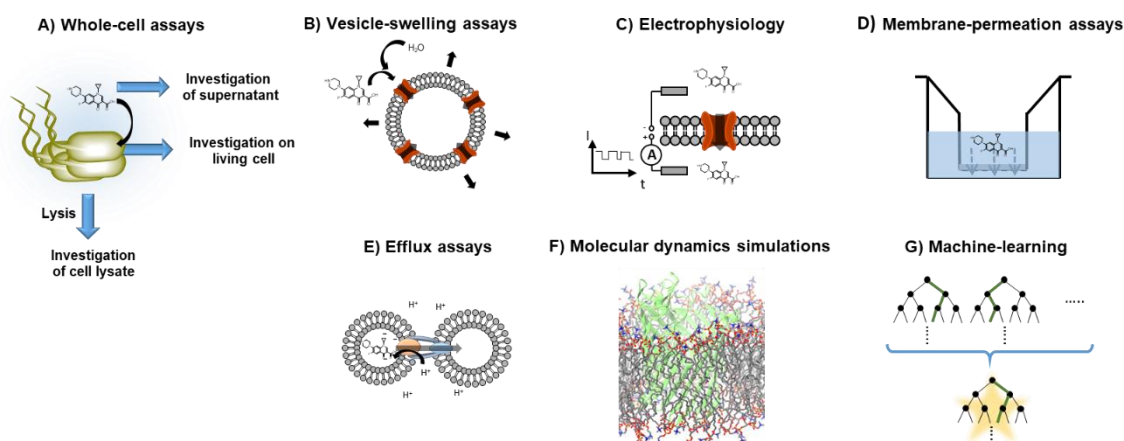 A) Whole-cell assays
Investigation
of supernatant
Investigation on
living cell
Lysis
Investigation
of cell lysate
B) Vesicle-swelling assays
H₂O
C) Electrophysiology
I
-
+
A
t
D) Membrane-permeation assays
E) Efflux assays
H⁺
H⁺
H⁺
H⁺
H⁺
F) Molecular dynamics simulations
G) Machine-learning
.....